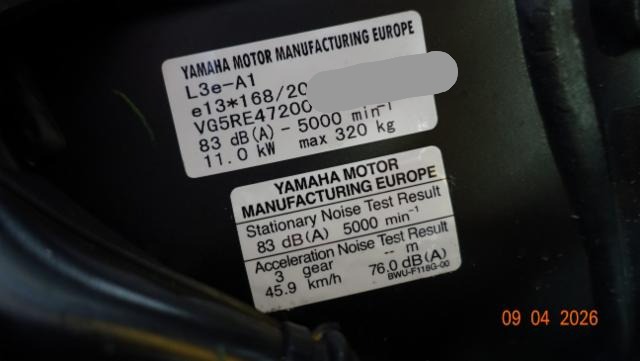 YAMAHA MOTOR MANUFACTURING EUROPE
L3e-A1
e13*168/20
VG5RE47200
83 dB(A) - 5000 min⁻¹
11.0 kW max 320 kg
YAMAHA MOTOR
MANUFACTURING EUROPE
Stationary Noise Test Result
83 dB(A) 5000 min⁻¹
Acceleration Noise Test Result
3 gear -- m
45.9 km/h 76.0 dB(A)
BWU-F118G-00
09 04 2026